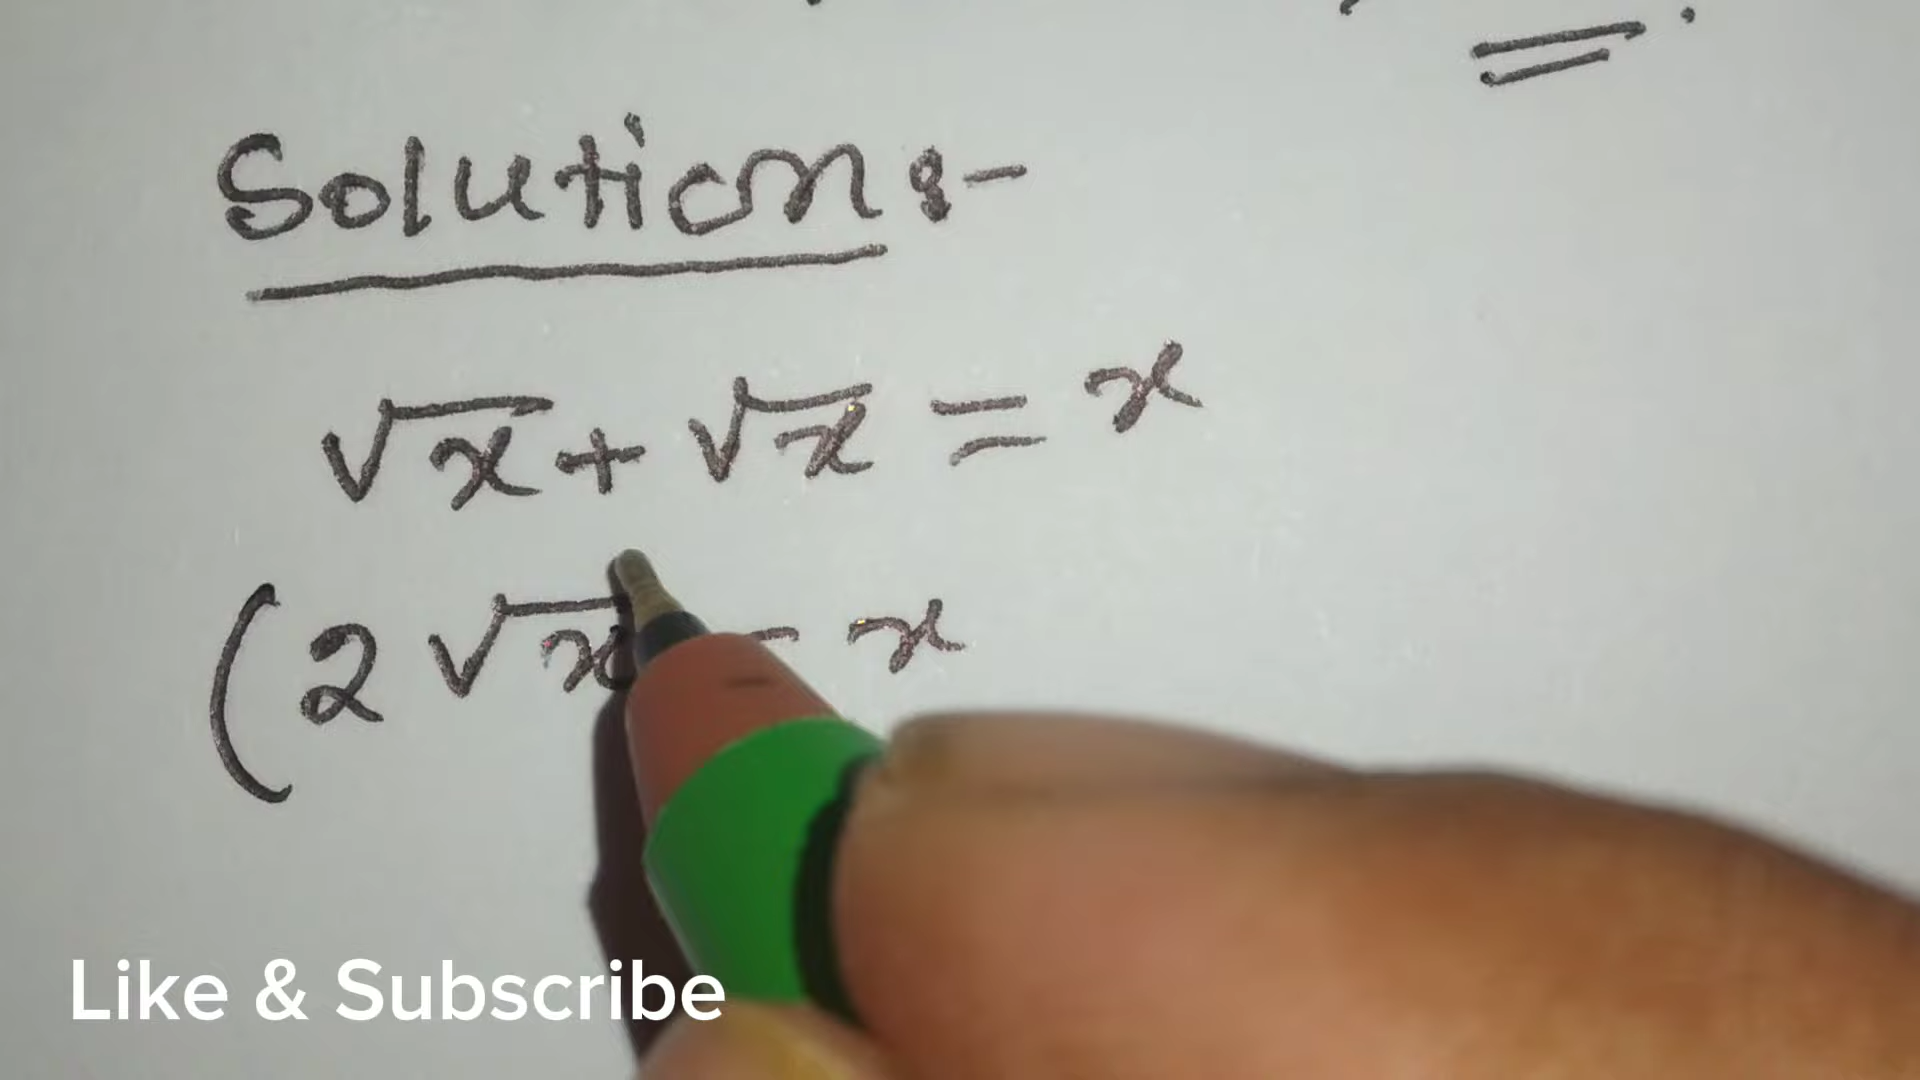 Solution :-
√x + √x = x
(2√x = x
Like & Subscribe